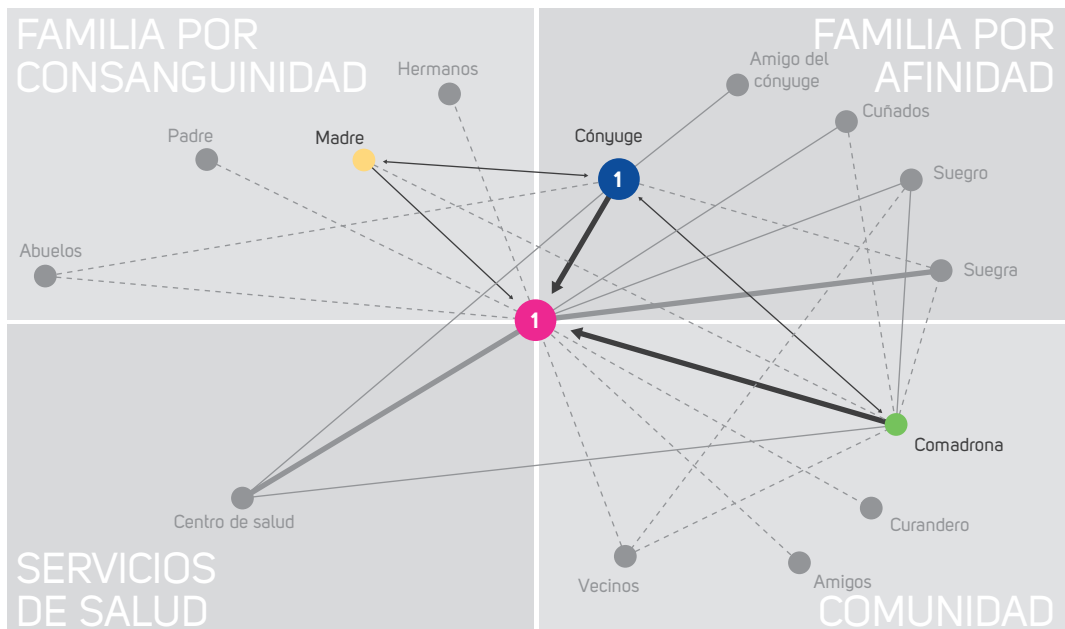 FAMILIA POR
CONSANGUINIDAD
FAMILIA POR
AFINIDAD
Hermanos
Amigo del
cónyuge
Cuñados
Padre
Madre
Cónyuge
1
Suegro
Abuelos
Suegra
1
Comadrona
Centro de salud
Curandero
Vecinos
Amigos
SERVICIOS
DE SALUD
COMUNIDAD